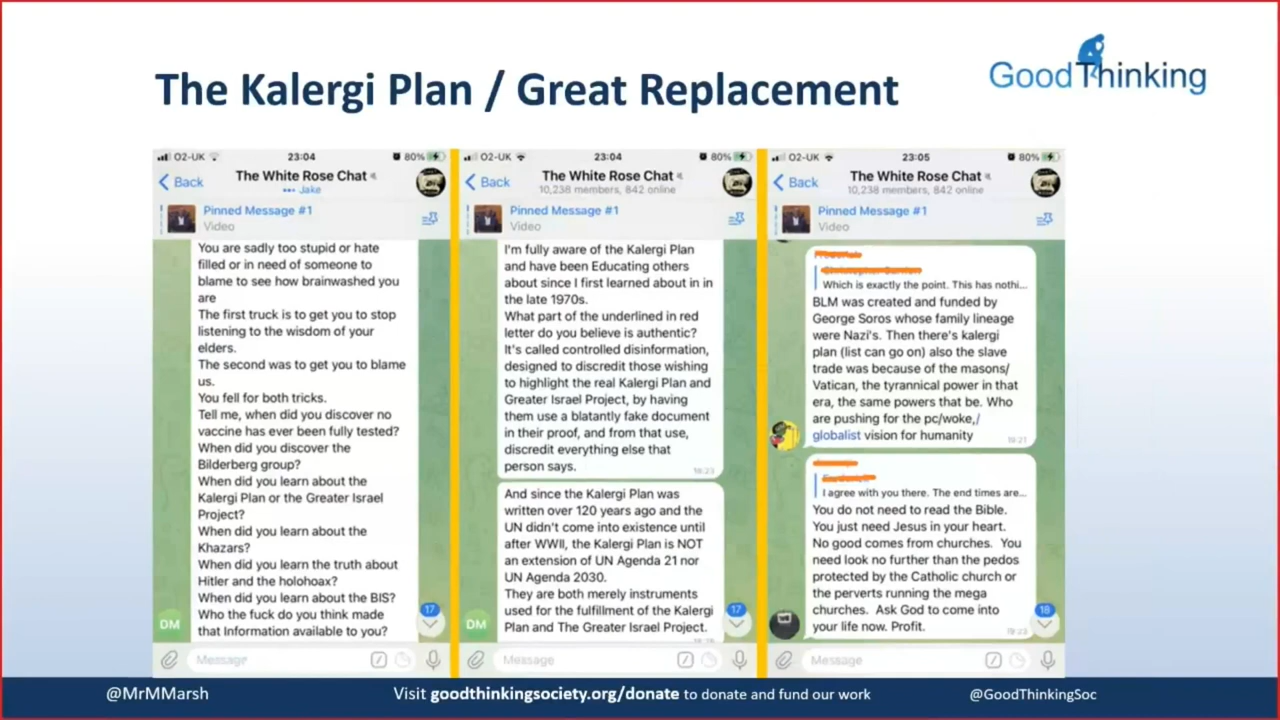 The Kalergi Plan / Great Replacement
GoodThinking
O2-UK 23:04 80%
Back
The White Rose Chat
Jake
Pinned Message #1
Video
You are sadly too stupid or hate
filled or in need of someone to
blame to see how brainwashed you
are
The first truck is to get you to stop
listening to the wisdom of your
elders.
The second was to get you to blame
us.
You fell for both tricks.
Tell me, when did you discover no
vaccine has ever been fully tested?
When did you discover the
Bilderberg group?
When did you learn about the
Kalergi Plan or the Greater Israel
Project?
When did you learn about the
Khazars?
When did you learn the truth about
Hitler and the holohoax?
When did you learn about the BIS?
Who the fuck do you think made
that Information available to you?
DM
17
Message
O2-UK 23:04 80%
Back
The White Rose Chat
10,238 members, 842 online
Pinned Message #1
Video
I'm fully aware of the Kalergi Plan
and have been Educating others
about since I first learned about in in
the late 1970s.
What part of the underlined in red
letter do you believe is authentic?
It's called controlled disinformation,
designed to discredit those wishing
to highlight the real Kalergi Plan and
Greater Israel Project, by having
them use a blatantly fake document
in their proof, and from that use,
discredit everything else that
person says.
18:23
And since the Kalergi Plan was
written over 120 years ago and the
UN didn't come into existence until
after WWII, the Kalergi Plan is NOT
an extension of UN Agenda 21 nor
UN Agenda 2030.
They are both merely instruments
used for the fulfillment of the Kalergi
Plan and The Greater Israel Project.
DM
17
Message
O2-UK 23:05 80%
Back
The White Rose Chat
10,238 members, 842 online
Pinned Message #1
Video
Which is exactly the point. This has nothi...
BLM was created and funded by
George Soros whose family lineage
were Nazi's. Then there's kalergi
plan (list can go on) also the slave
trade was because of the masons/
Vatican, the tyrannical power in that
era, the same powers that be. Who
are pushing for the pc/woke,/
globalist vision for humanity
19:21
I agree with you there. The end times are...
You do not need to read the Bible.
You just need Jesus in your heart.
No good comes from churches. You
need look no further than the pedos
protected by the Catholic church or
the perverts running the mega
churches. Ask God to come into
your life now. Profit.
19:23
18
Message
@MrMMarsh
Visit goodthinkingsociety.org/donate to donate and fund our work
@GoodThinkingSoc